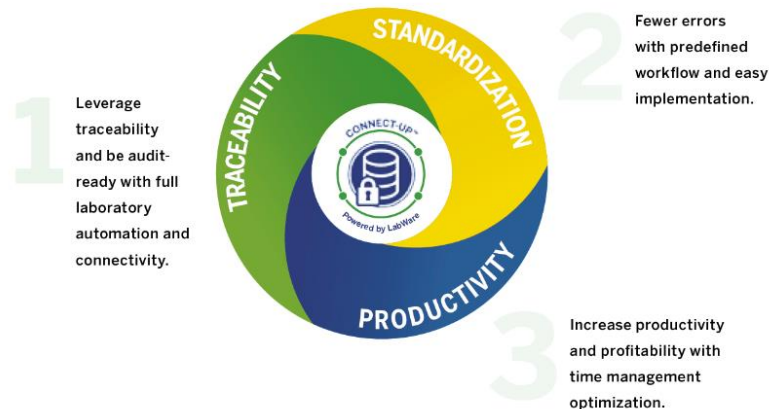 1
Leverage
traceability
and be audit-
ready with full
laboratory
automation and
connectivity.
TRACEABILITY
STANDARDIZATION
PRODUCTIVITY
CONNECT-UP™
Powered by LabWare
2
Fewer errors
with predefined
workflow and easy
implementation.
3
Increase productivity
and profitability with
time management
optimization.